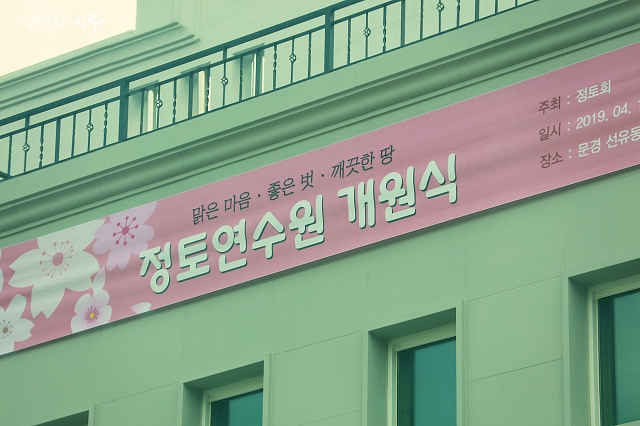 맑은 마음 · 좋은 벗 · 깨끗한 땅
정토연수원 개원식
주최 : 정토회
일시 : 2019. 04.
장소 : 문경 선유동